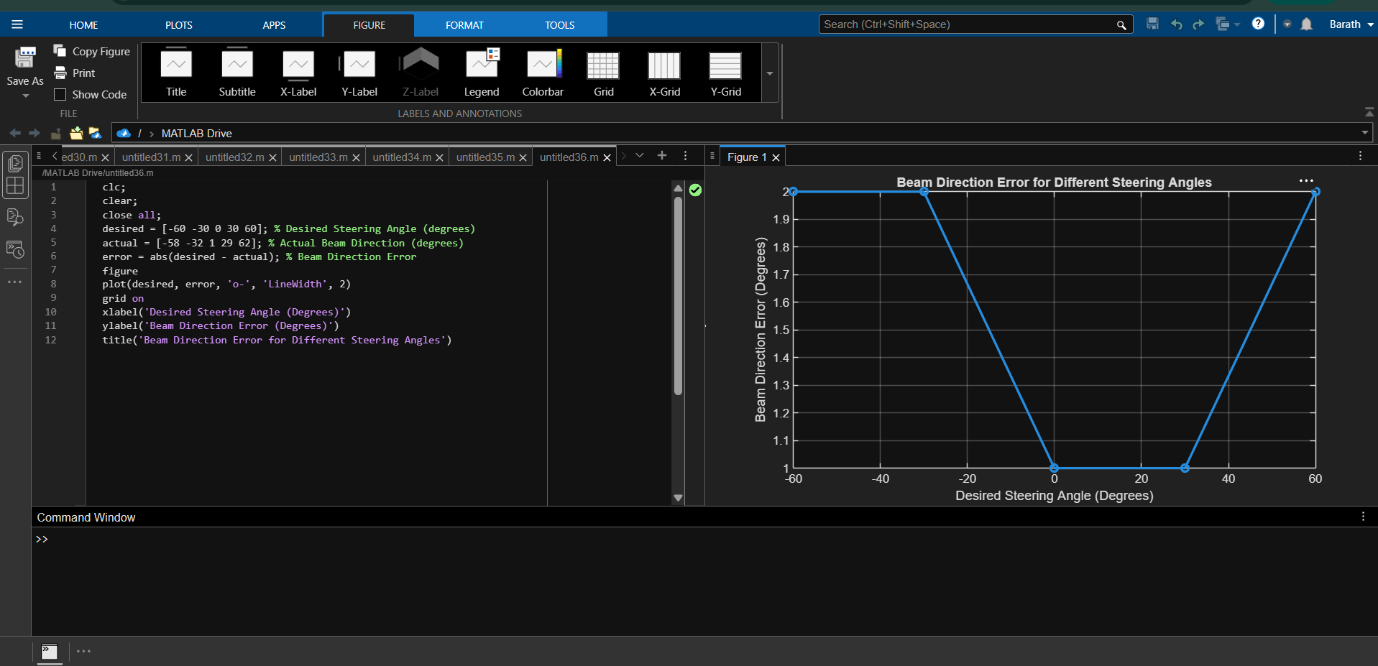 HOME PLOTS APPS FIGURE FORMAT TOOLS Search (Ctrl+Shift+Space) Barath
Save As
Copy Figure
Print
Show Code
FILE
Title Subtitle X-Label Y-Label Z-Label Legend Colorbar Grid X-Grid Y-Grid
LABELS AND ANNOTATIONS
/ › MATLAB Drive
ed30.m × untitled31.m × untitled32.m × untitled33.m × untitled34.m × untitled35.m × untitled36.m ×
/MATLAB Drive/untitled36.m
1 clc;
2 clear;
3 close all;
4 desired = [-60 -30 0 30 60]; % Desired Steering Angle (degrees)
5 actual = [-58 -32 1 29 62]; % Actual Beam Direction (degrees)
6 error = abs(desired - actual); % Beam Direction Error
7 figure
8 plot(desired, error, 'o-', 'LineWidth', 2)
9 grid on
10 xlabel('Desired Steering Angle (Degrees)')
11 ylabel('Beam Direction Error (Degrees)')
12 title('Beam Direction Error for Different Steering Angles')
Figure 1 ×
Beam Direction Error for Different Steering Angles
Beam Direction Error (Degrees)
2
1.9
1.8
1.7
1.6
1.5
1.4
1.3
1.2
1.1
1
-60 -40 -20 0 20 40 60
Desired Steering Angle (Degrees)
Command Window
>>